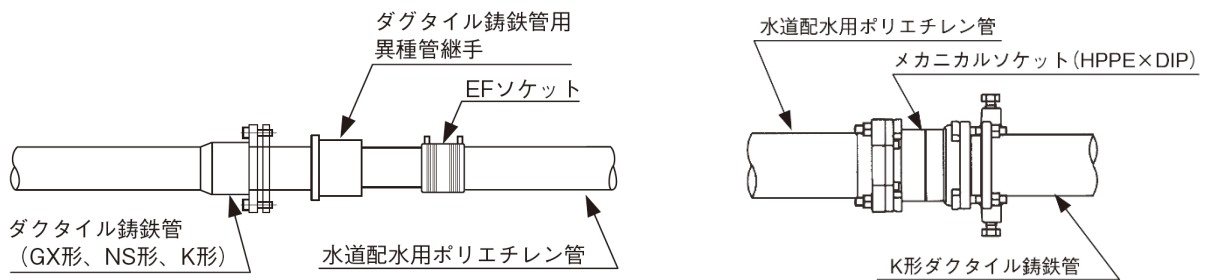 ダグタイル鋳鉄管用
異種管継手
EFソケット
ダクタイル鋳鉄管
（GX形、NS形、K形）
水道配水用ポリエチレン管
水道配水用ポリエチレン管
メカニカルソケット(HPPE×DIP)
K形ダクタイル鋳鉄管